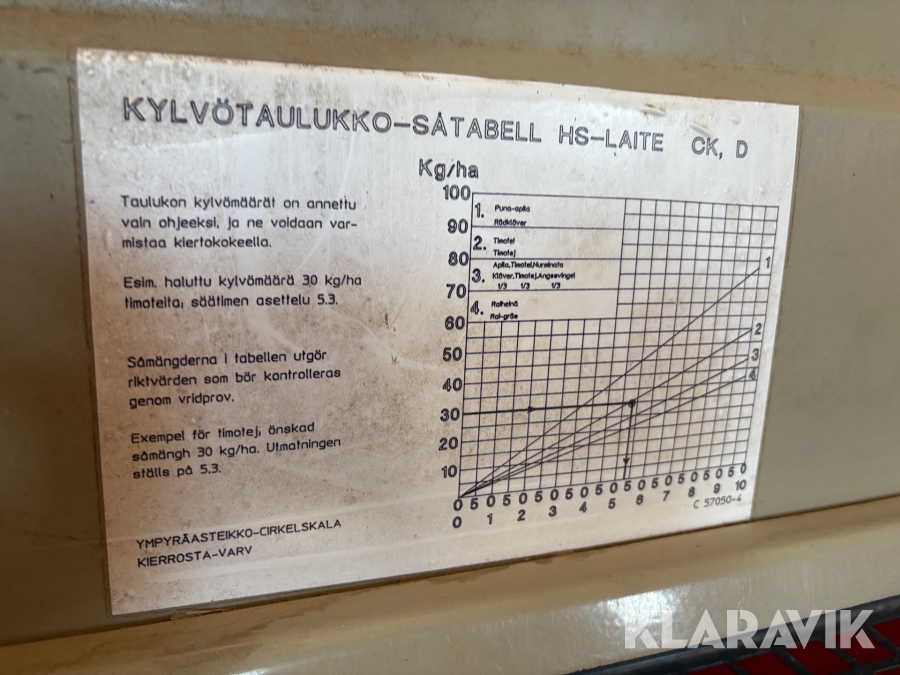 KYLVÖTAULUKKO-SÅTABELL HS-LAITE CK, D
Taulukon kylvömäärät on annettu
vain ohjeeksi, ja ne voidaan var-
mistaa kiertokokeella.
Esim. haluttu kylvömäärä 30 kg/ha
timoteita, säätimen asettelu 5.3.
Såmängderna i tabellen utgör
riktvärden som bör kontrolleras
genom vridprov.
Exempel för timotej, önskad
såmängh 30 kg/ha. Utmatningen
ställs på 5.3.
YMPYRÄASTEIKKO-CIRKELSKALA
KIERROSTA-VARV
Kg/ha
100
90
80
70
60
50
40
30
20
10
1. Puna-apila
Rödklöver
2. Timotei
Timotej
3. Apila, Timotei, Nurminata
Klöver, Timotej, Ängssvingel
1/3 1/3 1/3
4. Raiheinä
Rai-gräs
1
2
3
4
0 5 0 5 0 5 0 5 0 5 0 5 0 5 0 5 0 5 0 5 0
0 1 2 3 4 5 6 7 8 9 10
C 57050-4
KLARAVIK